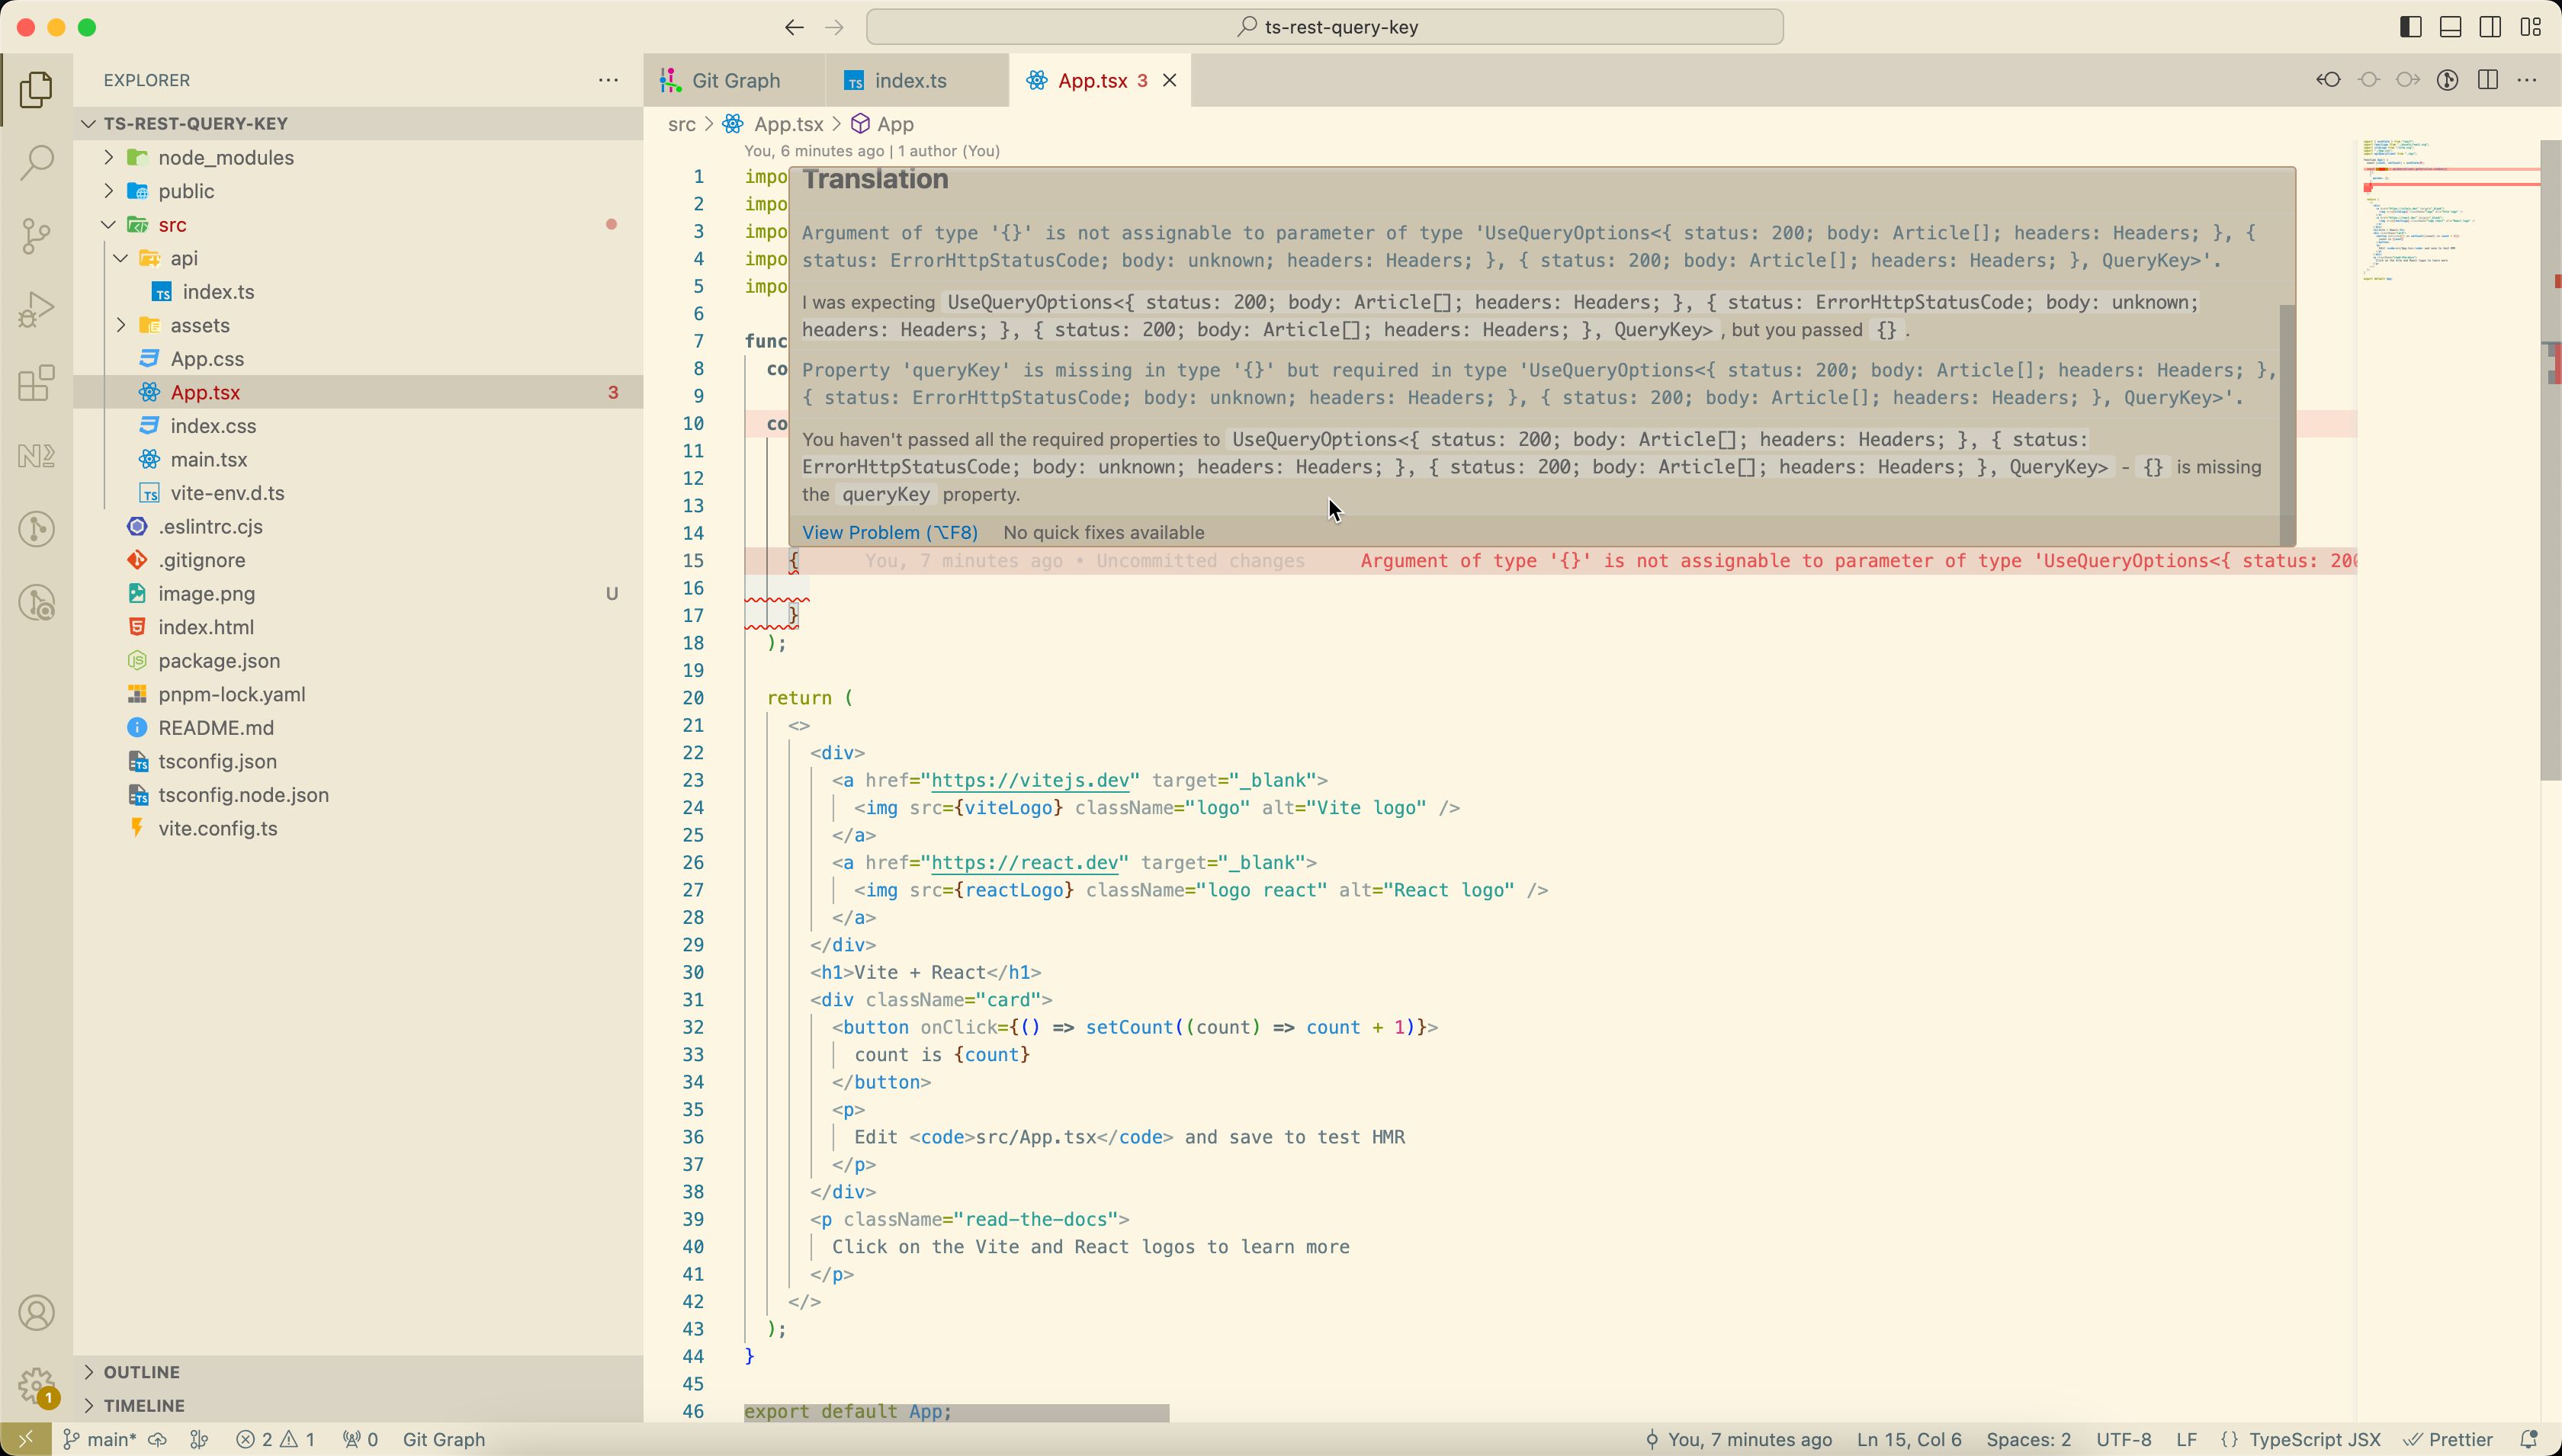 ts-rest-query-key
EXPLORER
TS-REST-QUERY-KEY
node_modules
public
src
api
index.ts
assets
App.css
App.tsx 3
index.css
main.tsx
vite-env.d.ts
.eslintrc.cjs
.gitignore
image.png U
index.html
package.json
pnpm-lock.yaml
README.md
tsconfig.json
tsconfig.node.json
vite.config.ts
OUTLINE
TIMELINE
Git Graph
index.ts
App.tsx 3
src > App.tsx > App
You, 6 minutes ago | 1 author (You)
1 impo
2 impo
3 impo
4 impo
5 impo
6
7 func
8 co
9
10 co
11
12
13
14
Translation
Argument of type '{}' is not assignable to parameter of type 'UseQueryOptions<{ status: 200; body: Article[]; headers: Headers; }, {
status: ErrorHttpStatusCode; body: unknown; headers: Headers; }, { status: 200; body: Article[]; headers: Headers; }, QueryKey>'.
I was expecting UseQueryOptions<{ status: 200; body: Article[]; headers: Headers; }, { status: ErrorHttpStatusCode; body: unknown;
headers: Headers; }, { status: 200; body: Article[]; headers: Headers; }, QueryKey> , but you passed {} .
Property 'queryKey' is missing in type '{}' but required in type 'UseQueryOptions<{ status: 200; body: Article[]; headers: Headers; },
{ status: ErrorHttpStatusCode; body: unknown; headers: Headers; }, { status: 200; body: Article[]; headers: Headers; }, QueryKey>'.
You haven't passed all the required properties to UseQueryOptions<{ status: 200; body: Article[]; headers: Headers; }, { status:
ErrorHttpStatusCode; body: unknown; headers: Headers; }, { status: 200; body: Article[]; headers: Headers; }, QueryKey> - {} is missing
the queryKey property.
View Problem (⌥F8) No quick fixes available
15 { You, 7 minutes ago • Uncommitted changes Argument of type '{}' is not assignable to parameter of type 'UseQueryOptions<{ status: 20
16
17 }
18 );
19
20 return (
21 <>
22 <div>
23 <a href="https://vitejs.dev" target="_blank">
24 <img src={viteLogo} className="logo" alt="Vite logo" />
25 </a>
26 <a href="https://react.dev" target="_blank">
27 <img src={reactLogo} className="logo react" alt="React logo" />
28 </a>
29 </div>
30 <h1>Vite + React</h1>
31 <div className="card">
32 <button onClick={() => setCount((count) => count + 1)}>
33 count is {count}
34 </button>
35 <p>
36 Edit <code>src/App.tsx</code> and save to test HMR
37 </p>
38 </div>
39 <p className="read-the-docs">
40 Click on the Vite and React logos to learn more
41 </p>
42 </>
43 );
44 }
45
46 export default App;
1
main* 2 1 0 Git Graph You, 7 minutes ago Ln 15, Col 6 Spaces: 2 UTF-8 LF {} TypeScript JSX Prettier